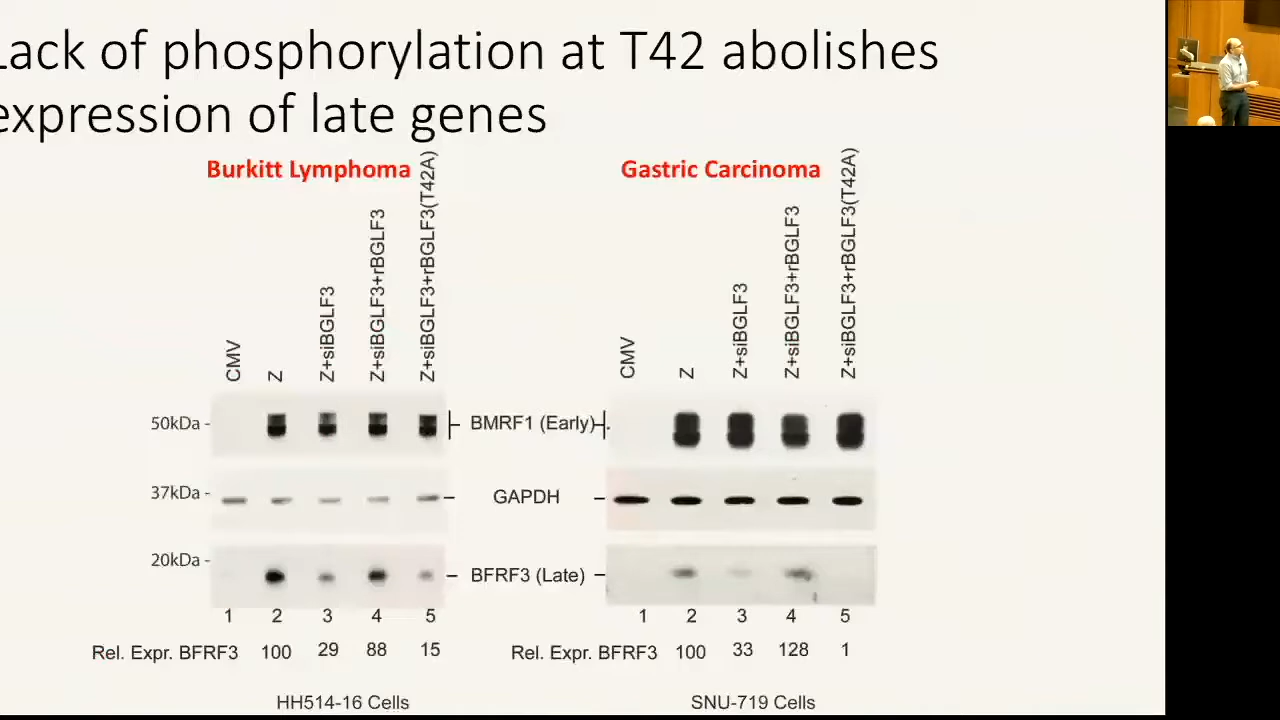 Lack of phosphorylation at T42 abolishes
expression of late genes
Burkitt Lymphoma
Gastric Carcinoma
CMV
Z
Z+siBGLF3
Z+siBGLF3+rBGLF3
Z+siBGLF3+rBGLF3(T42A)
CMV
Z
Z+siBGLF3
Z+siBGLF3+rBGLF3
Z+siBGLF3+rBGLF3(T42A)
50kDa -
BMRF1 (Early)
37kDa -
GAPDH
20kDa -
BFRF3 (Late)
1 2 3 4 5
1 2 3 4 5
Rel. Expr. BFRF3 100 29 88 15
Rel. Expr. BFRF3 100 33 128 1
HH514-16 Cells
SNU-719 Cells